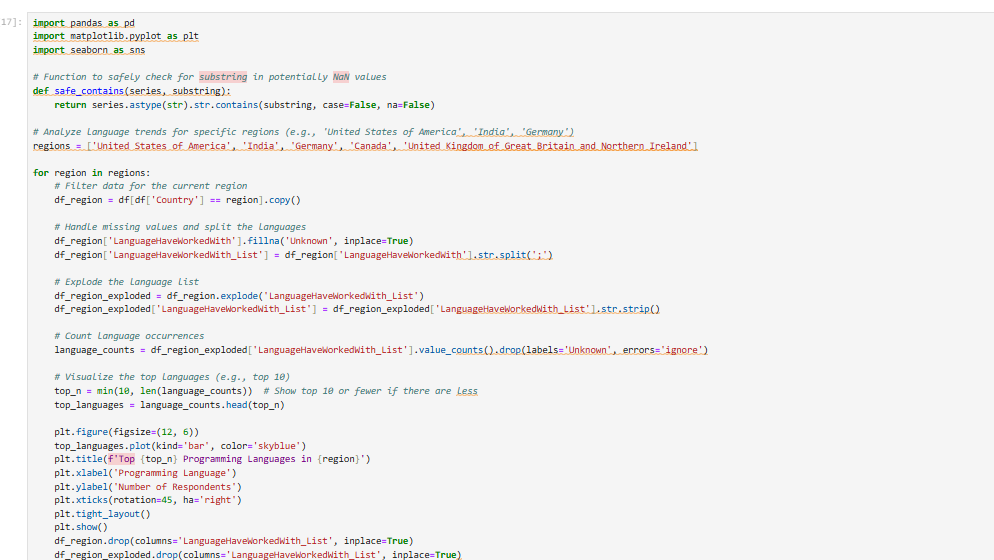 17]:
import pandas as pd
import matplotlib.pyplot as plt
import seaborn as sns
# Function to safely check for substring in potentially NaN values
def safe_contains(series, substring):
    return series.astype(str).str.contains(substring, case=False, na=False)
# Analyze language trends for specific regions (e.g., 'United States of America', 'India', 'Germany')
regions = ['United States of America', 'India', 'Germany', 'Canada', 'United Kingdom of Great Britain and Northern Ireland']
for region in regions:
    # Filter data for the current region
    df_region = df[df['Country'] == region].copy()
    # Handle missing values and split the languages
    df_region['LanguageHaveWorkedWith'].fillna('Unknown', inplace=True)
    df_region['LanguageHaveWorkedWith_List'] = df_region['LanguageHaveWorkedWith'].str.split(';')
    # Explode the language list
    df_region_exploded = df_region.explode('LanguageHaveWorkedWith_List')
    df_region_exploded['LanguageHaveWorkedWith_List'] = df_region_exploded['LanguageHaveWorkedWith_List'].str.strip()
    # Count language occurrences
    language_counts = df_region_exploded['LanguageHaveWorkedWith_List'].value_counts().drop(labels='Unknown', errors='ignore')
    # Visualize the top languages (e.g., top 10)
    top_n = min(10, len(language_counts))  # Show top 10 or fewer if there are less
    top_languages = language_counts.head(top_n)
    plt.figure(figsize=(12, 6))
    top_languages.plot(kind='bar', color='skyblue')
    plt.title(f'Top {top_n} Programming Languages in {region}')
    plt.xlabel('Programming Language')
    plt.ylabel('Number of Respondents')
    plt.xticks(rotation=45, ha='right')
    plt.tight_layout()
    plt.show()
    df_region.drop(columns='LanguageHaveWorkedWith_List', inplace=True)
    df_region_exploded.drop(columns='LanguageHaveWorkedWith_List', inplace=True)